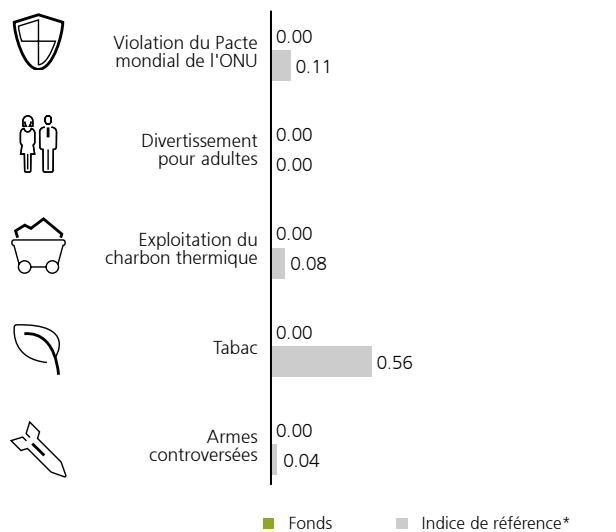 Violation du Pacte
mondial de l'ONU
0.00
0.11
Divertissement
pour adultes
0.00
0.00
Exploitation du
charbon thermique
0.00
0.08
Tabac
0.00
0.56
Armes
controversées
0.00
0.04
Fonds
Indice de référence*